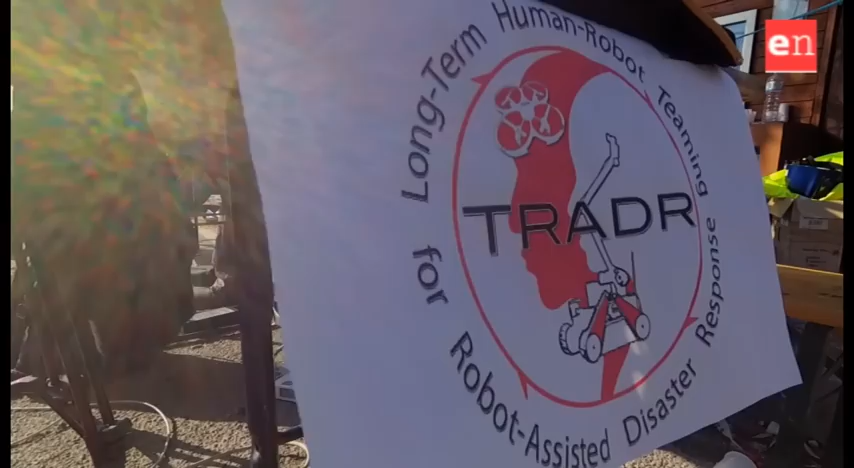 en
Long-Term Human-Robot Teaming
TRADR
for Robot-Assisted Disaster Response